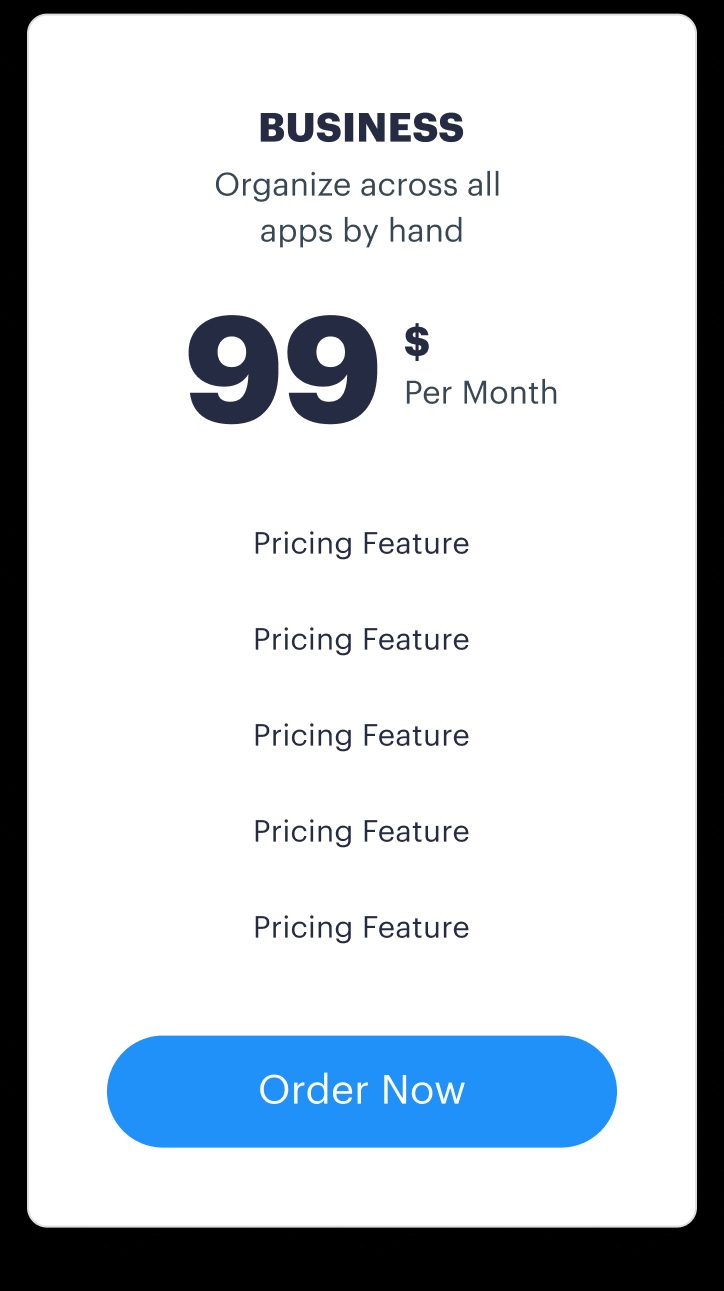 BUSINESS
Organize across all
apps by hand
99 $
Per Month
Pricing Feature
Pricing Feature
Pricing Feature
Pricing Feature
Pricing Feature
Order Now